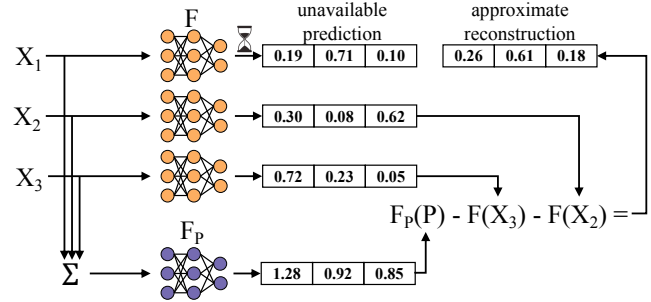 F
unavailable
prediction
approximate
reconstruction
X1
0.19 0.71 0.10
0.26 0.61 0.18
X2
0.30 0.08 0.62
X3
0.72 0.23 0.05
FP(P) - F(X3) - F(X2) =
FP
Σ
1.28 0.92 0.85